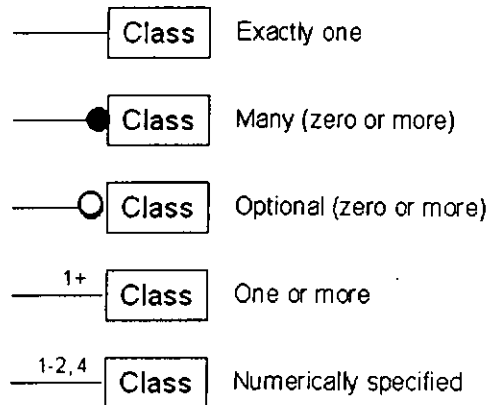 Class Exactly one
Class Many (zero or more)
Class Optional (zero or more)
1+
Class One or more
1-2, 4
Class Numerically specified